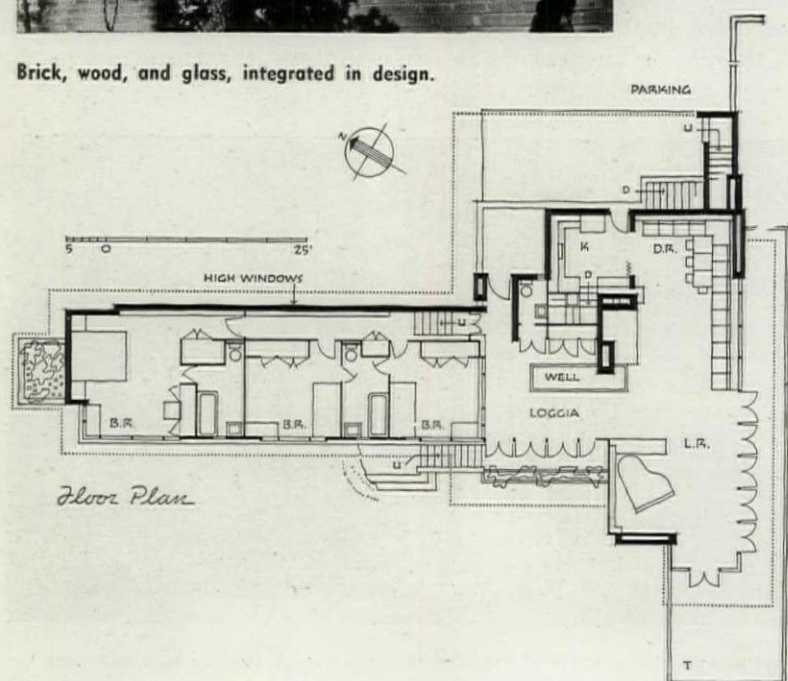 Brick, wood, and glass, integrated in design.
PARKING
U
N
D
5 0 25'
K
D.R.
HIGH WINDOWS
D
U
WELL
B.R.
B.R.
B.R.
LOGGIA
L.R.
U
Floor Plan
T